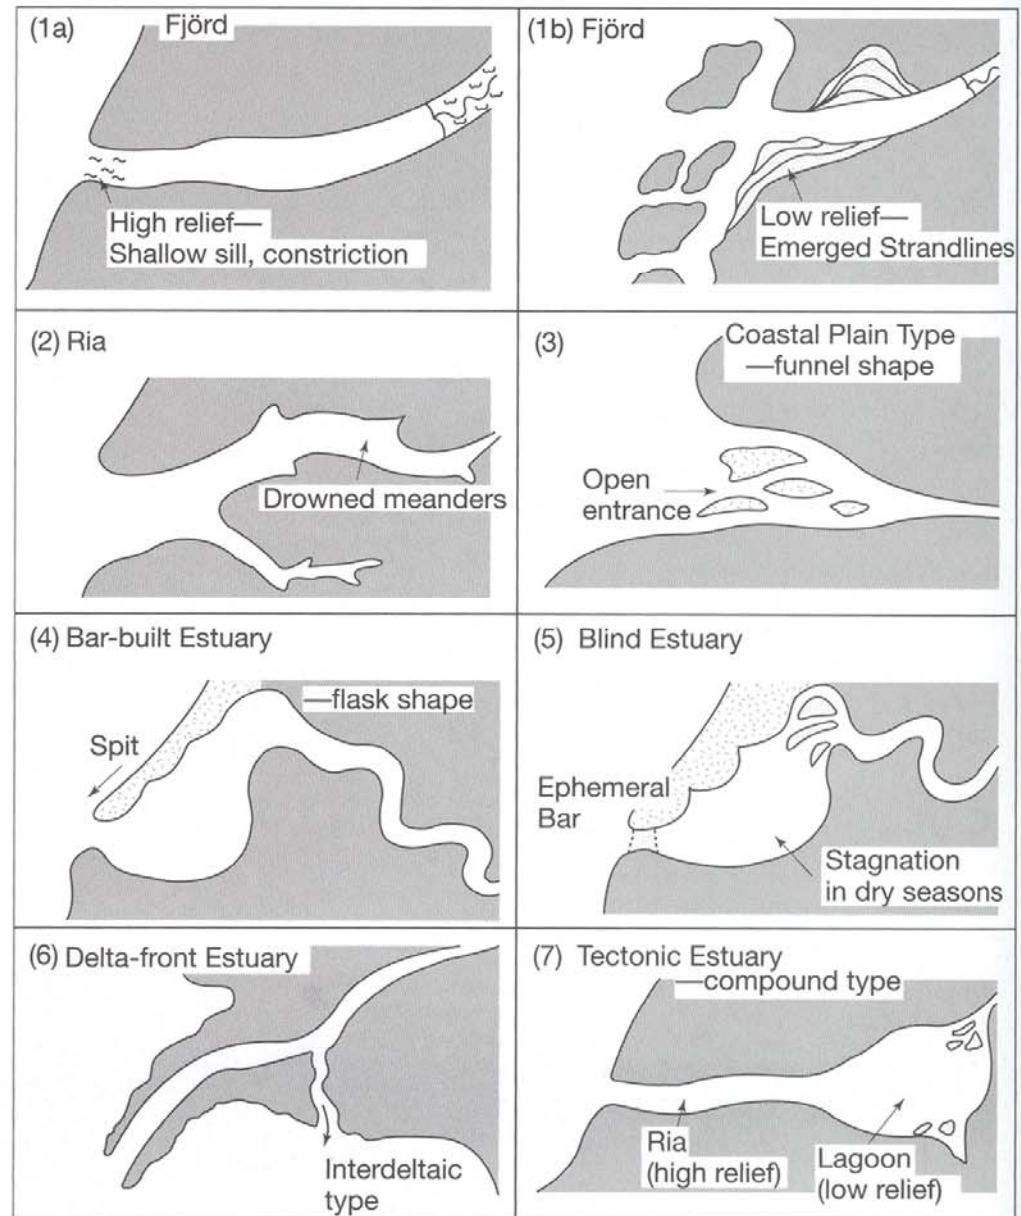 (1a) Fjörd
High relief—
Shallow sill, constriction
(1b) Fjörd
Low relief—
Emerged Strandlines
(2) Ria
Drowned meanders
(3) Coastal Plain Type
—funnel shape
Open
entrance
(4) Bar-built Estuary
—flask shape
Spit
(5) Blind Estuary
Ephemeral
Bar
Stagnation
in dry seasons
(6) Delta-front Estuary
Interdeltaic
type
(7) Tectonic Estuary
—compound type
Ria
(high relief)
Lagoon
(low relief)